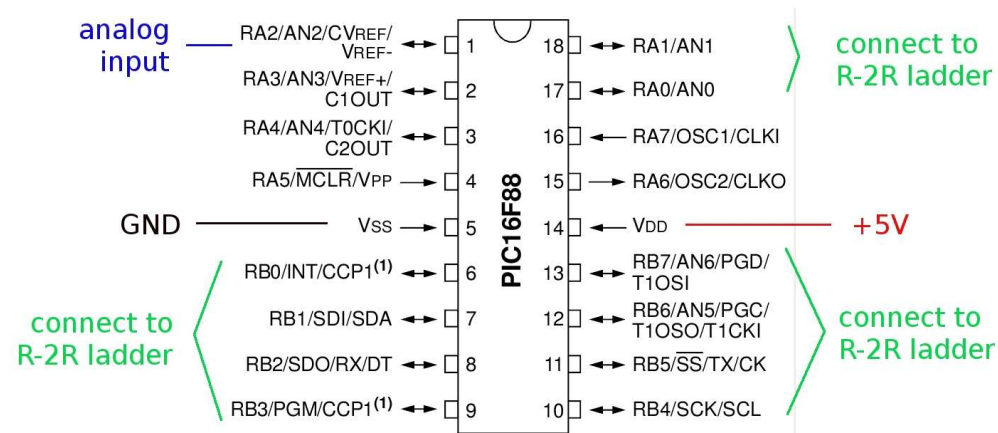 analog
input
RA2/AN2/CVREF/
VREF-
1
RA3/AN3/VREF+/
C1OUT
2
RA4/AN4/T0CKI/
C2OUT
3
RA5/MCLR/VPP
4
GND
VSS
5
RB0/INT/CCP1(1)
6
RB1/SDI/SDA
7
RB2/SDO/RX/DT
8
RB3/PGM/CCP1(1)
9
connect to
R-2R ladder
PIC16F88
18
RA1/AN1
17
RA0/AN0
connect to
R-2R ladder
16
RA7/OSC1/CLKI
15
RA6/OSC2/CLKO
14
VDD
+5V
13
RB7/AN6/PGD/
T1OSI
12
RB6/AN5/PGC/
T1OSO/T1CKI
11
RB5/SS/TX/CK
10
RB4/SCK/SCL
connect to
R-2R ladder